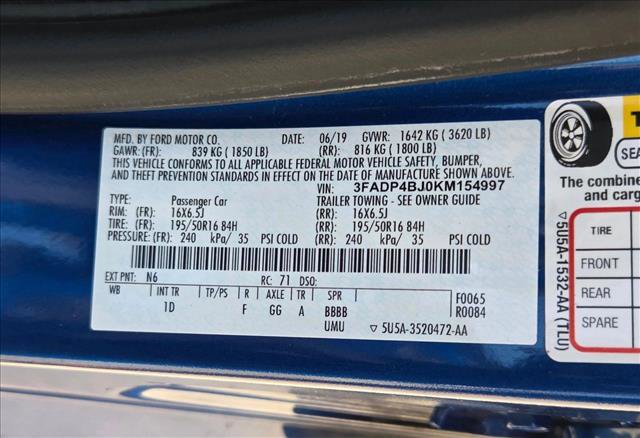 MFD. BY FORD MOTOR CO. DATE: 06/19 GVWR: 1642 KG ( 3620 LB)
GAWR: (FR): 839 KG ( 1850 LB) (RR): 816 KG ( 1800 LB)
THIS VEHICLE CONFORMS TO ALL APPLICABLE FEDERAL MOTOR VEHICLE SAFETY, BUMPER,
AND THEFT PREVENTION STANDARDS IN EFFECT ON THE DATE OF MANUFACTURE SHOWN ABOVE.
VIN: 3FADP4BJ0KM154997
TYPE: Passenger Car TRAILER TOWING - SEE OWNER GUIDE
RIM: (FR): 16X6.5J (RR): 16X6.5J
TIRE: (FR): 195/50R16 84H (RR): 195/50R16 84H
PRESSURE: (FR): 240 kPa/ 35 PSI COLD (RR): 240 kPa/ 35 PSI COLD
EXT PNT: N6 RC: 71 DSO:
WB INT TR TP/PS R AXLE TR SPR F0065
1D F GG A BBBB R0084
UMU ▽ 5U5A-3520472-AA
T
The combine
and carg
TIRE
FRONT
REAR
SPARE
▽5U5A-1532-AA (TLU)